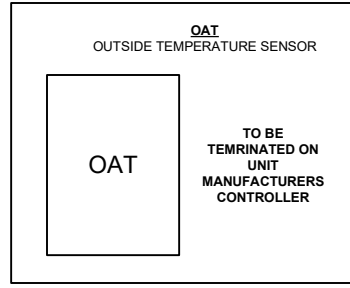 OAT
OUTSIDE TEMPERATURE SENSOR
OAT
TO BE
TEMRINATED ON
UNIT
MANUFACTURERS
CONTROLLER